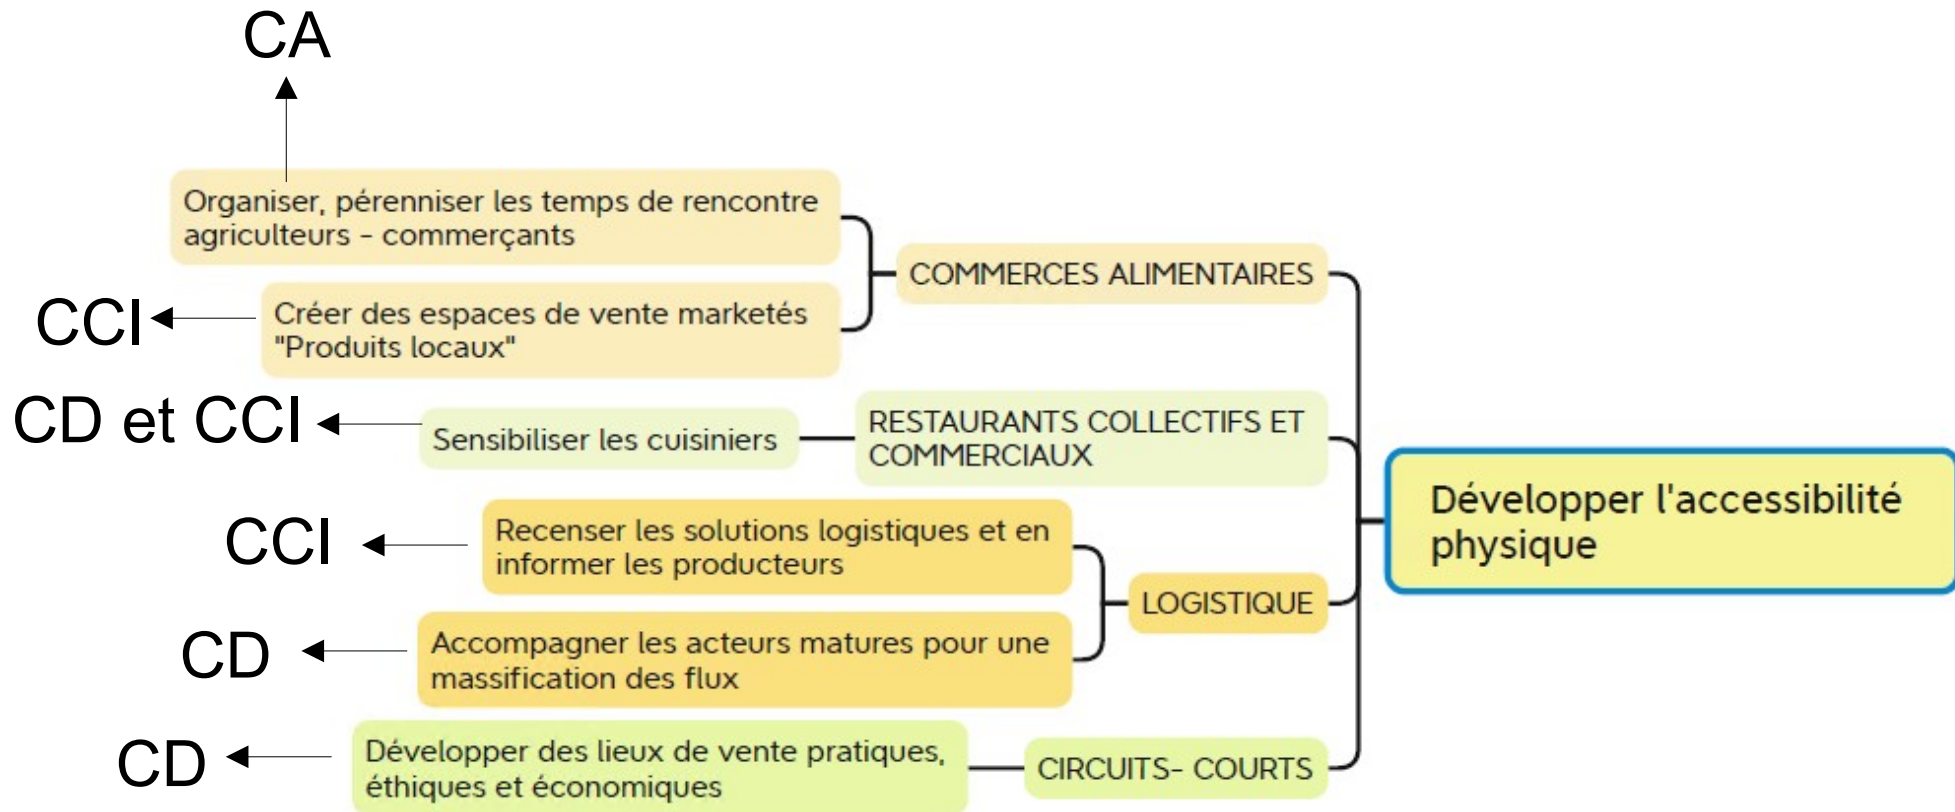 CA
Organiser, pérenniser les temps de rencontre
agriculteurs - commerçants
COMMERCES ALIMENTAIRES
CCI
Créer des espaces de vente marketés
"Produits locaux"
CD et CCI
Sensibiliser les cuisiniers
RESTAURANTS COLLECTIFS ET
COMMERCIAUX
Développer l'accessibilité
physique
CCI
Recenser les solutions logistiques et en
informer les producteurs
LOGISTIQUE
CD
Accompagner les acteurs matures pour une
massification des flux
CD
Développer des lieux de vente pratiques,
éthiques et économiques
CIRCUITS- COURTS